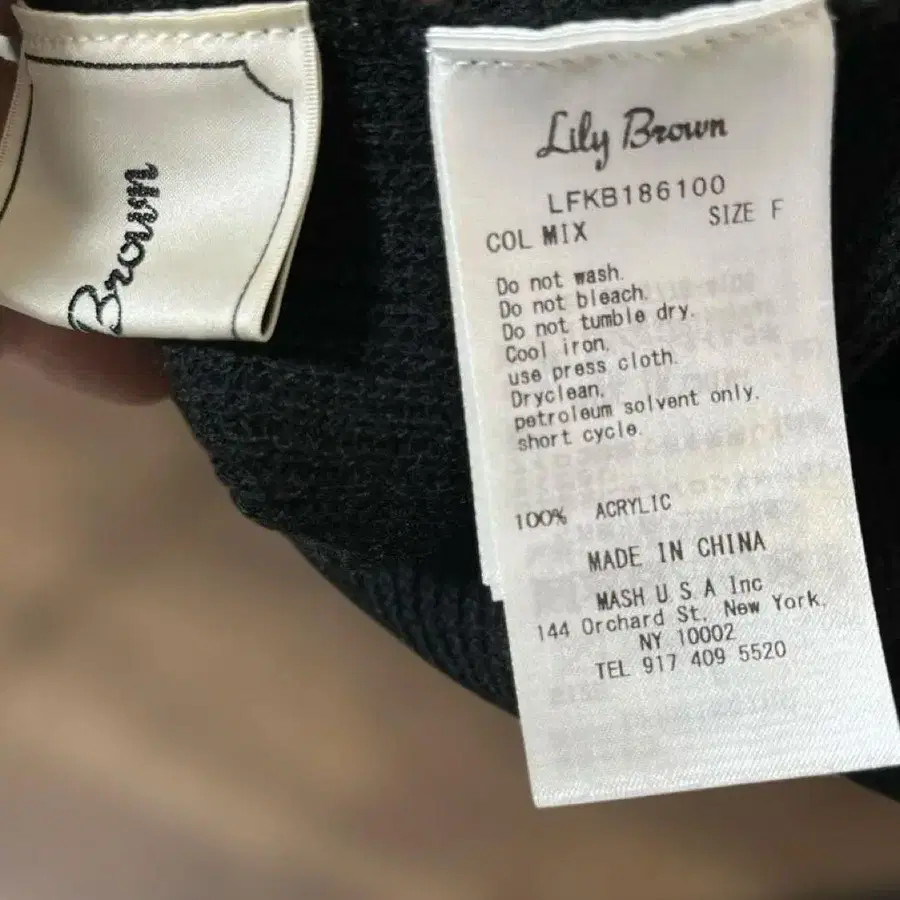 Brown
Lily Brown
LFKB186100
COL MIX SIZE F
Do not wash.
Do not bleach.
Do not tumble dry.
Cool iron,
use press cloth.
Dryclean,
petroleum solvent only.
short cycle.
100% ACRYLIC
MADE IN CHINA
MASH U S A Inc
144 Orchard St, New York,
NY 10002
TEL 917 409 5520